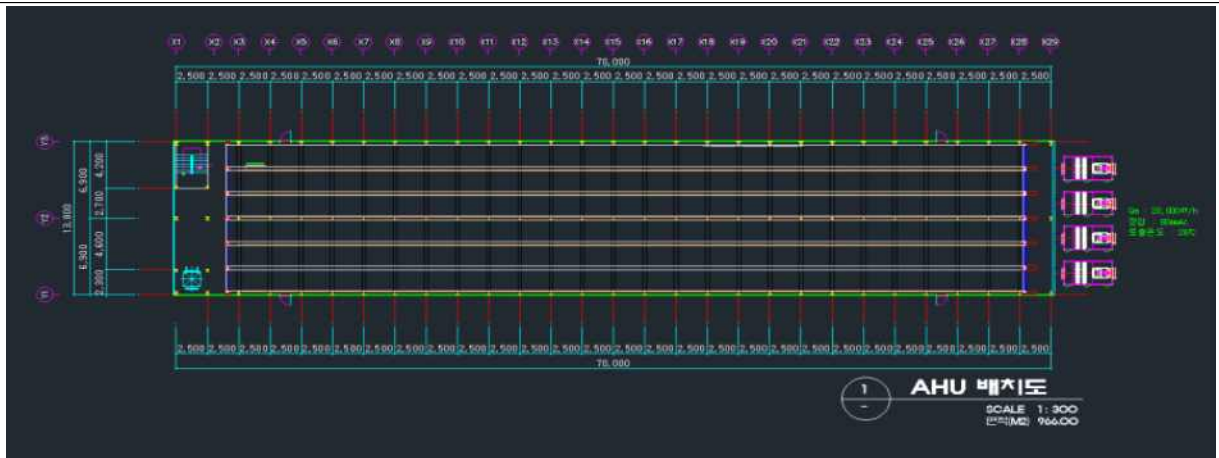 X1 X2 X3 X4 X5 X6 X7 X8 X9 X10 X11 X12 X13 X14 X15 X16 X17 X18 X19 X20 X21 X22 X23 X24 X25 X26 X27 X28 X29
70,000
2,500 2,500 2,500 2,500 2,500 2,500 2,500 2,500 2,500 2,500 2,500 2,500 2,500 2,500 2,500 2,500 2,500 2,500 2,500 2,500 2,500 2,500 2,500 2,500 2,500 2,500 2,500 2,500
Y3
6,900 4,200
2,700
Y2
13,800
6,900 4,600
2,300
Y1
토출온도 :
2,500 2,500 2,500 2,500 2,500 2,500 2,500 2,500 2,500 2,500 2,500 2,500 2,500 2,500 2,500 2,500 2,500 2,500 2,500 2,500 2,500 2,500 2,500 2,500 2,500 2,500 2,500 2,500
70,000
1 AHU 배치도
- SCALE 1 : 300
면적(M2) 966.00